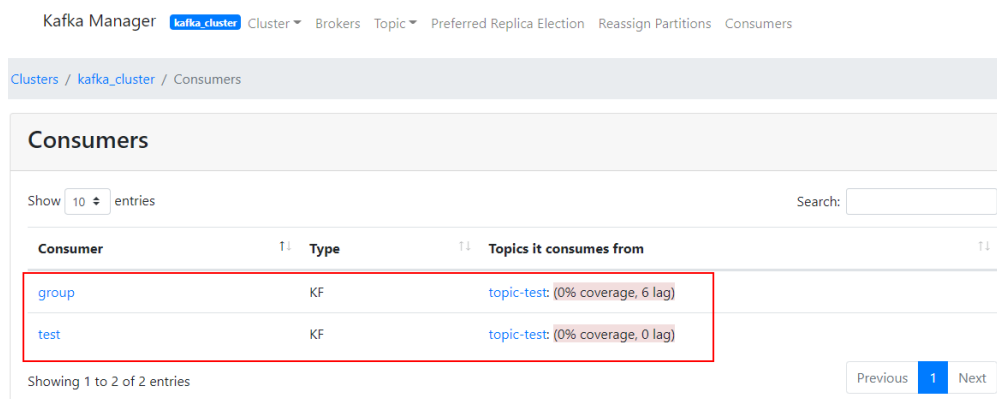 Kafka Manager kafka_cluster Cluster Brokers Topic Preferred Replica Election Reassign Partitions Consumers
Clusters / kafka_cluster / Consumers
Consumers
Show 10 entries Search:
Consumer Type Topics it consumes from
group KF topic-test: (0% coverage, 6 lag)
test KF topic-test: (0% coverage, 0 lag)
Showing 1 to 2 of 2 entries Previous 1 Next